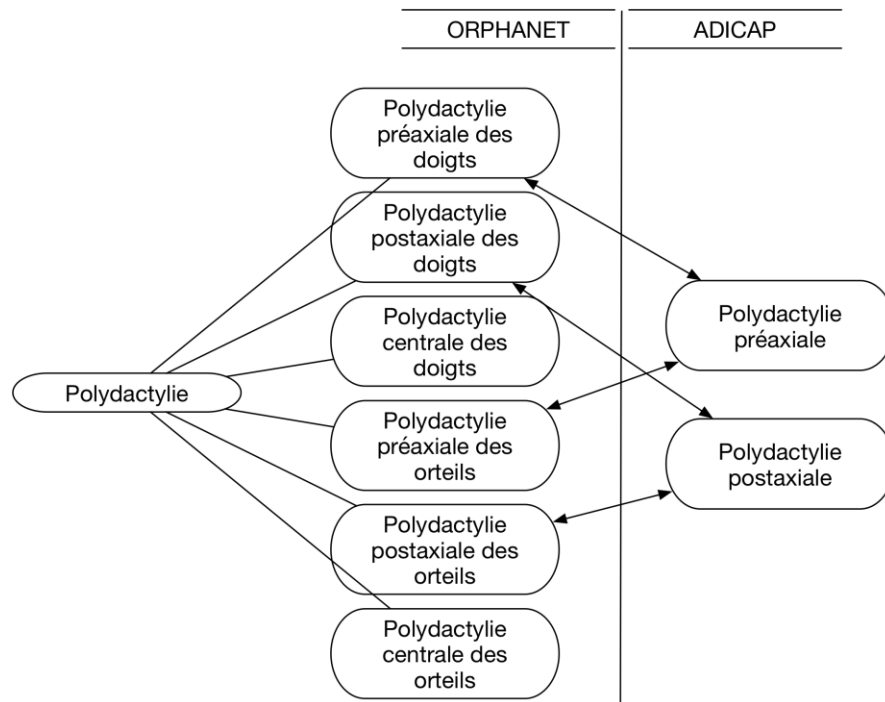 ORPHANET
ADICAP
Polydactylie
préaxiale des
doigts
Polydactylie
postaxiale des
doigts
Polydactylie
centrale des
doigts
Polydactylie
Polydactylie
préaxiale des
orteils
Polydactylie
postaxiale des
orteils
Polydactylie
centrale des
orteils
Polydactylie
préaxiale
Polydactylie
postaxiale